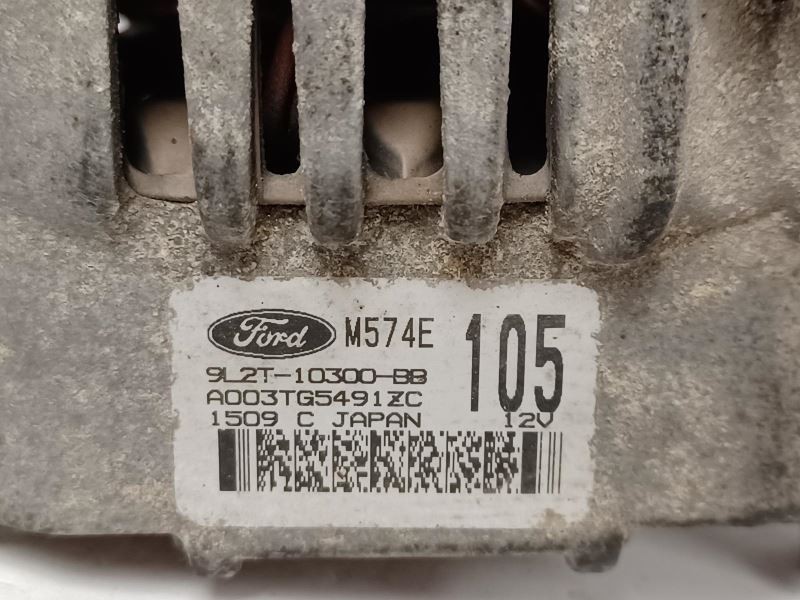 Ford M574E 105
9L2T-10300-BB
A003TG5491ZC
1509 C JAPAN 12V